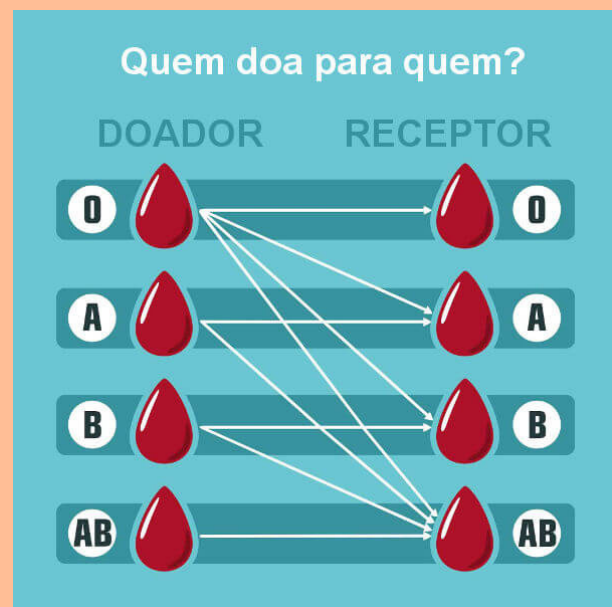 Quem doa para quem?
DOADOR RECEPTOR
O O
A A
B B
AB AB